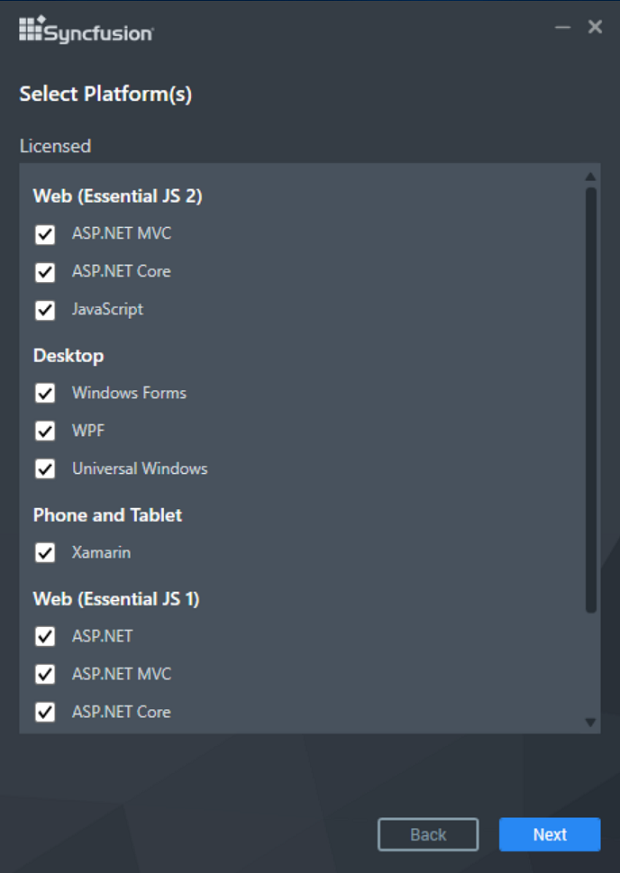 Syncfusion
Select Platform(s)
Licensed
Web (Essential JS 2)
ASP.NET MVC
ASP.NET Core
JavaScript
Desktop
Windows Forms
WPF
Universal Windows
Phone and Tablet
Xamarin
Web (Essential JS 1)
ASP.NET
ASP.NET MVC
ASP.NET Core
Back
Next